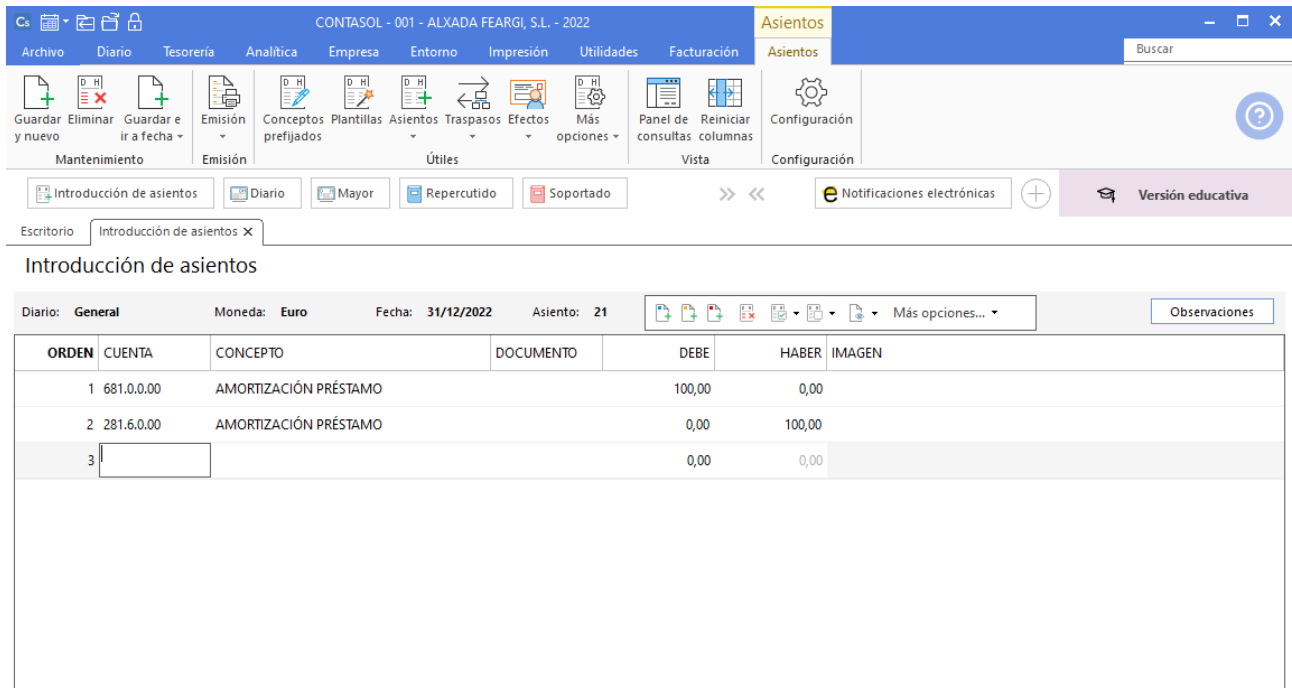 Cs CONTASOL - 001 - ALXADA FEARGI, S.L. - 2022 Asientos
Archivo Diario Tesorería Analítica Empresa Entorno Impresión Utilidades Facturación Asientos Buscar
D H D H D H D H D H
Guardar Eliminar Guardar e Emisión Conceptos Plantillas Asientos Traspasos Efectos Más Panel de Reiniciar Configuración
y nuevo ir a fecha prefijados opciones consultas columnas
Mantenimiento Emisión Útiles Vista Configuración
?
Introducción de asientos Diario Mayor Repercutido Soportado e Notificaciones electrónicas Versión educativa
Escritorio Introducción de asientos
Introducción de asientos
Diario: General Moneda: Euro Fecha: 31/12/2022 Asiento: 21 Más opciones... Observaciones
ORDEN CUENTA CONCEPTO DOCUMENTO DEBE HABER IMAGEN
1 681.0.0.00 AMORTIZACIÓN PRÉSTAMO 100,00 0,00
2 281.6.0.00 AMORTIZACIÓN PRÉSTAMO 0,00 100,00
3 0,00 0,00